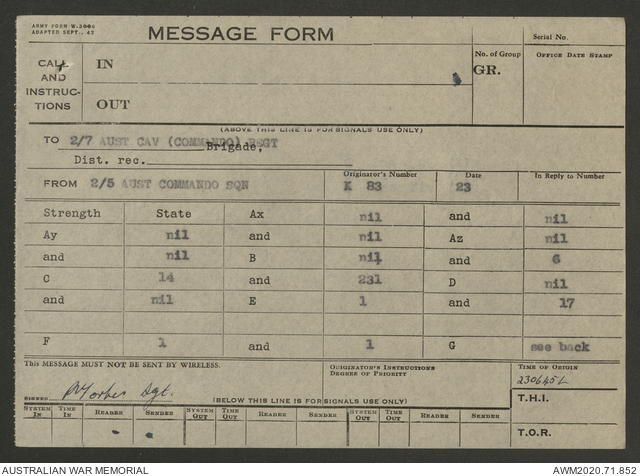 ARMY FORM W.3006
ADAPTED SEPT., 42
MESSAGE FORM
Serial No.
CALL AND INSTRUCTIONS
IN
OUT
No. of Group
GR.
OFFICE DATE STAMP
(ABOVE THIS LINE IS FOR SIGNALS USE ONLY)
TO 2/7 AUST CAV (COMMANDO) REGT
Brigade,
Dist. rec.
FROM 2/5 AUST COMMANDO SQN
Originator's Number
K 83
Date
23
In Reply to Number
Strength State Ax nil and nil
Ay nil and nil Az nil
and nil B nil and 6
C 14 and 231 D nil
and nil E 1 and 17
F 1 and 1 G see back
This MESSAGE MUST NOT BE SENT BY WIRELESS.
ORIGINATOR'S INSTRUCTIONS
DEGREE OF PRIORITY
TIME OF ORIGIN
230645L
SIGNED Sgt.
(BELOW THIS LINE IS FOR SIGNALS USE ONLY)
T.H.I.
SYSTEM IN TIME IN READER SENDER SYSTEM OUT TIME OUT READER SENDER SYSTEM OUT TIME OUT READER SENDER
T.O.R.
AUSTRALIAN WAR MEMORIAL
AWM2020.71.852